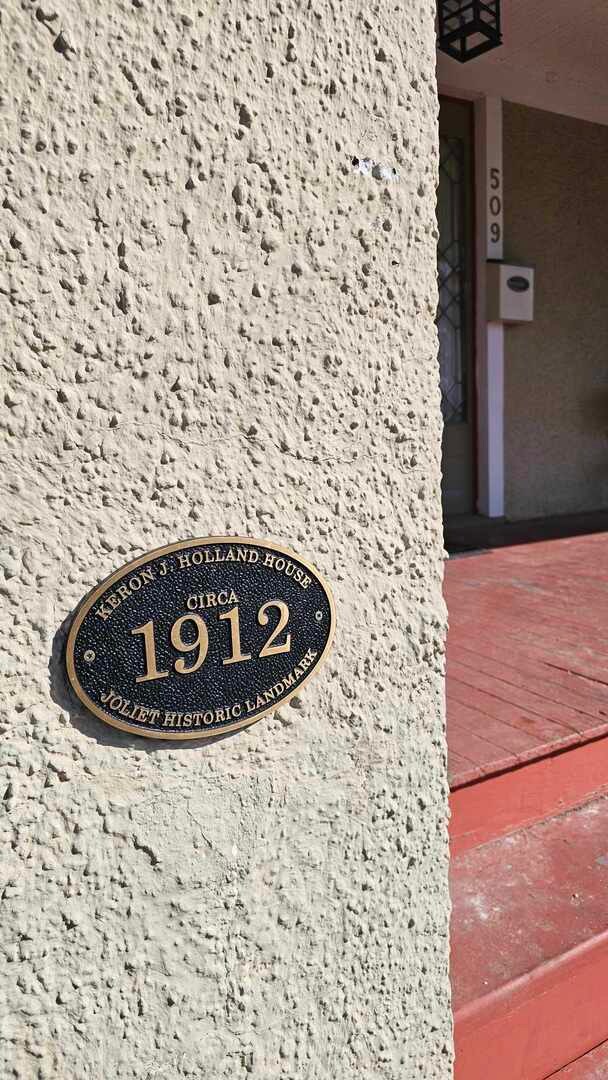 509
KERON J. HOLLAND HOUSE
CIRCA
1912
JOLIET HISTORIC LANDMARK